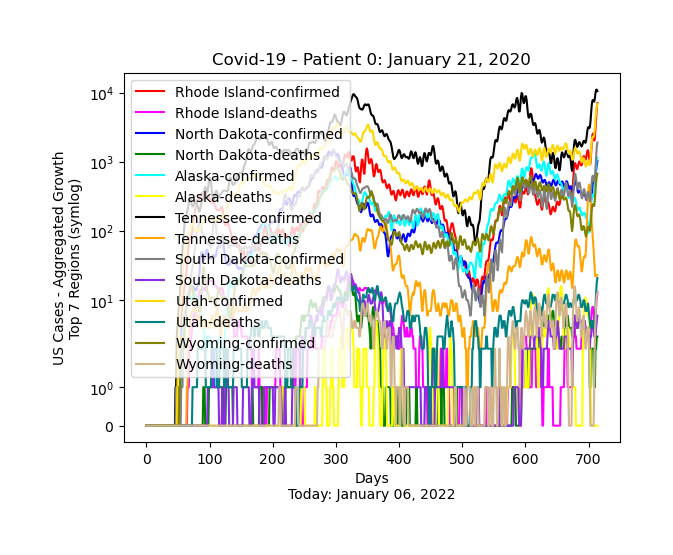 Covid-19 - Patient 0: January 21, 2020
US Cases - Aggregated Growth
Top 7 Regions (symlog)
10^4
10^3
10^2
10^1
10^0
0
Rhode Island-confirmed
Rhode Island-deaths
North Dakota-confirmed
North Dakota-deaths
Alaska-confirmed
Alaska-deaths
Tennessee-confirmed
Tennessee-deaths
South Dakota-confirmed
South Dakota-deaths
Utah-confirmed
Utah-deaths
Wyoming-confirmed
Wyoming-deaths
0 100 200 300 400 500 600 700
Days
Today: January 06, 2022